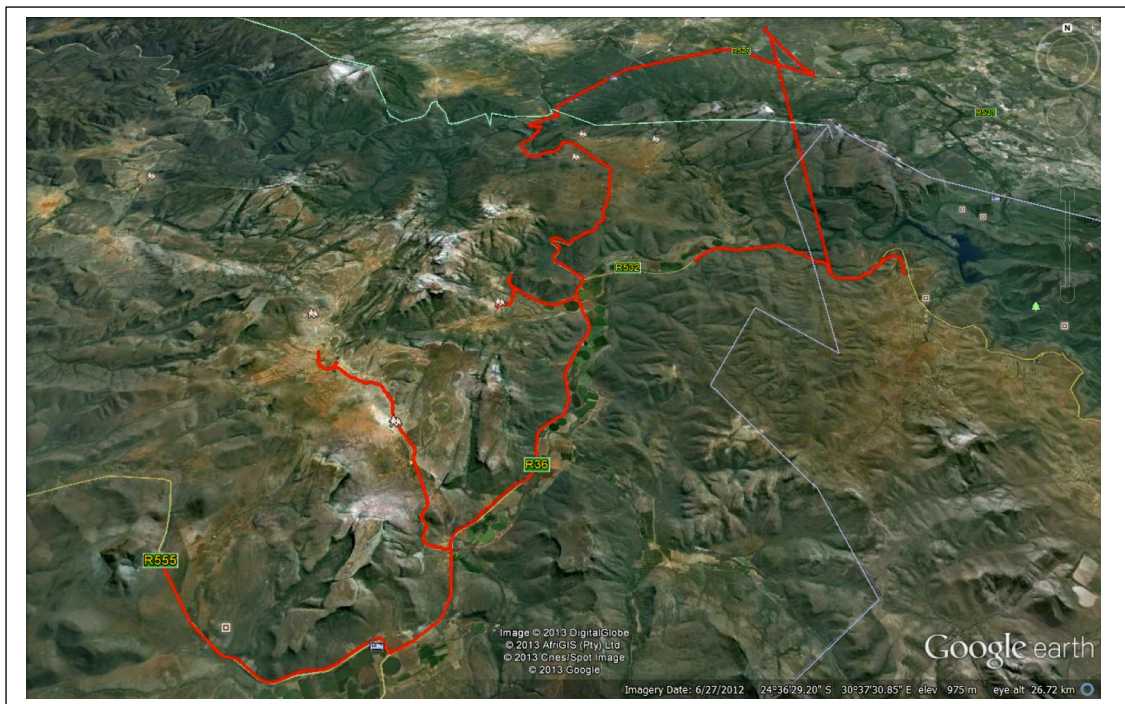 N
R527
R531
R532
R36
R555
Image © 2013 DigitalGlobe
© 2013 AfriGIS (Pty) Ltd
© 2013 Cnes/Spot Image
© 2013 Google
Google earth
Imagery Date: 6/27/2012 24°36'29.20" S 30°37'30.85" E elev 975 m eye alt 26.72 km